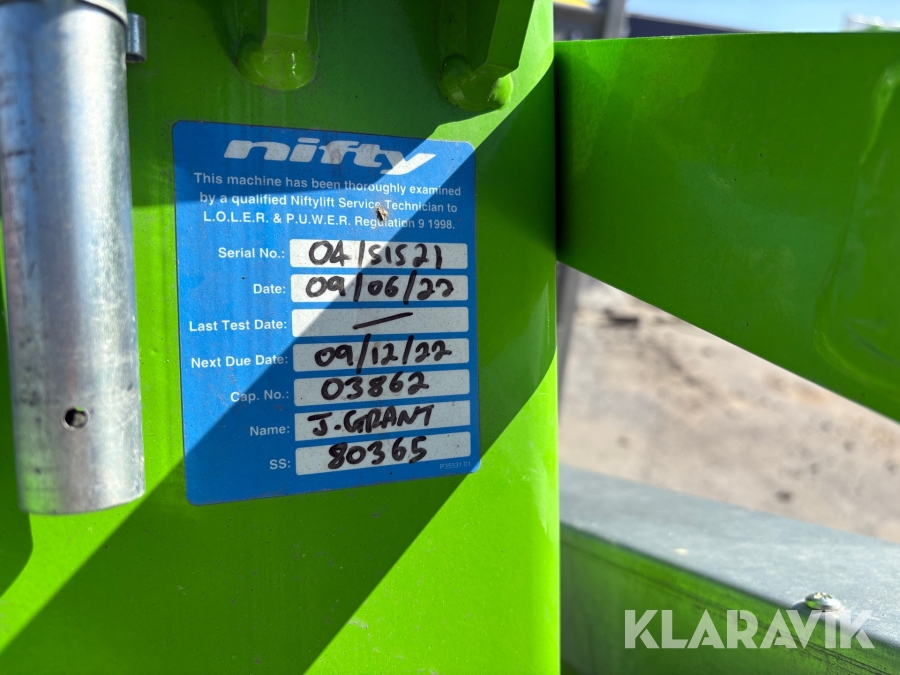 nifty
This machine has been thoroughly examined
by a qualified Niftylift Service Technician to
L.O.L.E.R. & P.U.W.E.R. Regulation 9 1998.
Serial No.: 04/51521
Date: 09/06/22
Last Test Date: —
Next Due Date: 09/12/22
Cap. No.: 03862
Name: J. GRANT
SS: 80365
KLARAVIK